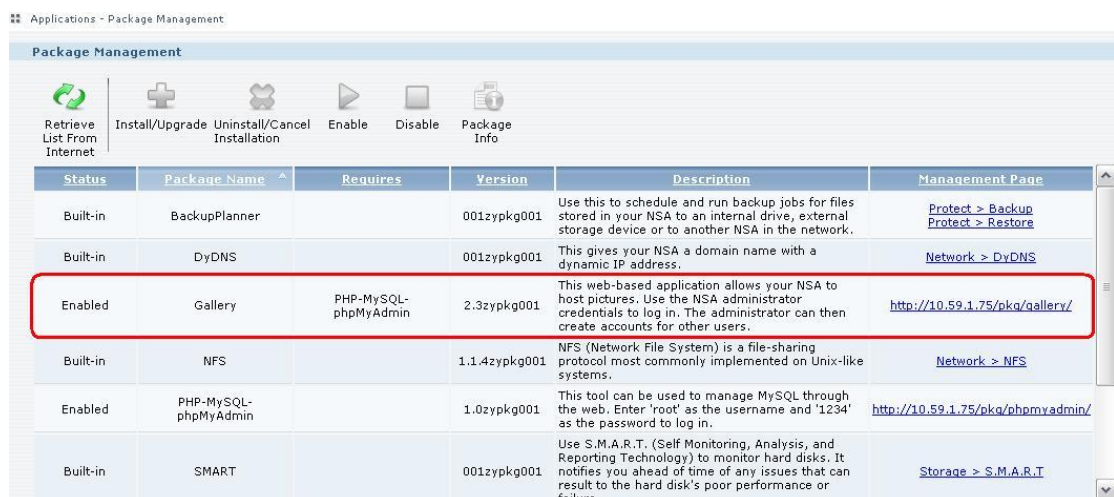 Applications - Package Management
Package Management
Retrieve List From Internet
Install/Upgrade
Uninstall/Cancel Installation
Enable
Disable
Package Info
Status Package Name Requires Version Description Management Page
Built-in BackupPlanner 001zypkg001 Use this to schedule and run backup jobs for files stored in your NSA to an internal drive, external storage device or to another NSA in the network. Protect > Backup Protect > Restore
Built-in DyDNS 001zypkg001 This gives your NSA a domain name with a dynamic IP address. Network > DyDNS
Enabled Gallery PHP-MySQL-phpMyAdmin 2.3zypkg001 This web-based application allows your NSA to host pictures. Use the NSA administrator credentials to log in. The administrator can then create accounts for other users. http://10.59.1.75/pkg/gallery/
Built-in NFS 1.1.4zypkg001 NFS (Network File System) is a file-sharing protocol most commonly implemented on Unix-like systems. Network > NFS
Enabled PHP-MySQL-phpMyAdmin 1.0zypkg001 This tool can be used to manage MySQL through the web. Enter 'root' as the username and '1234' as the password to log in. http://10.59.1.75/pkg/phpmyadmin/
Built-in SMART 001zypkg001 Use S.M.A.R.T. (Self Monitoring, Analysis, and Reporting Technology) to monitor hard disks. It notifies you ahead of time of any issues that can result to the hard disk's poor performance or Storage > S.M.A.R.T